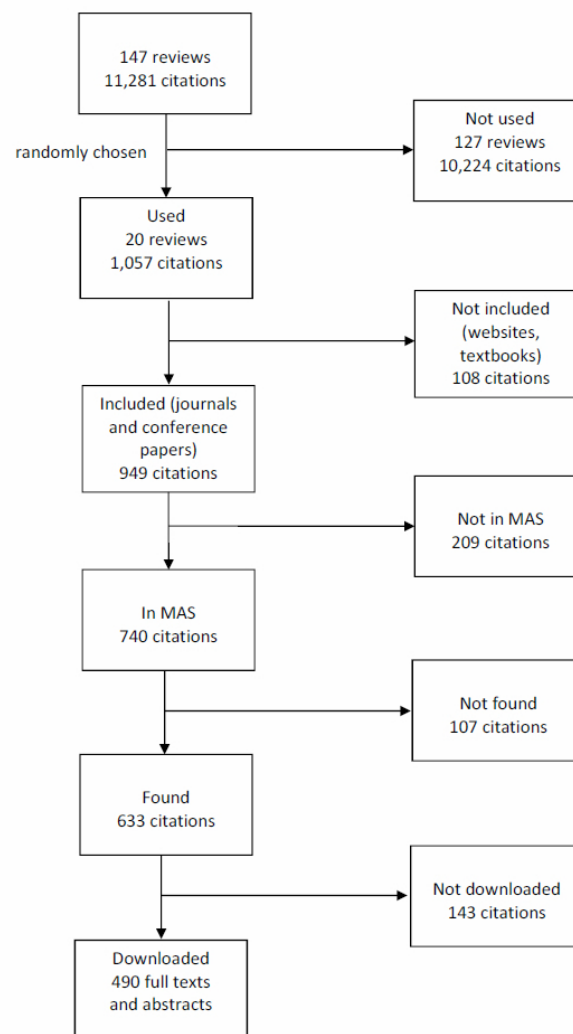 147 reviews
11,281 citations
randomly chosen
Not used
127 reviews
10,224 citations
Used
20 reviews
1,057 citations
Not included
(websites,
textbooks)
108 citations
Included (journals
and conference
papers)
949 citations
Not in MAS
209 citations
In MAS
740 citations
Not found
107 citations
Found
633 citations
Not downloaded
143 citations
Downloaded
490 full texts
and abstracts